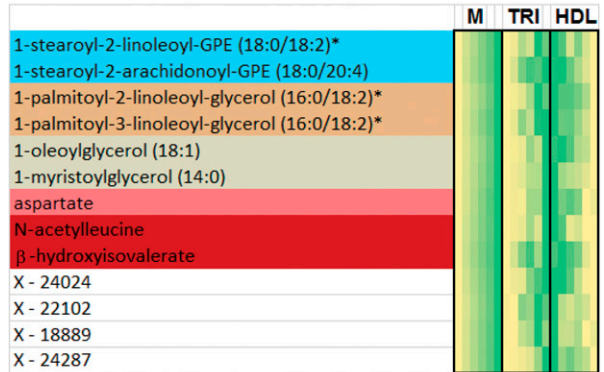 M TRI HDL
1-stearoyl-2-linoleoyl-GPE (18:0/18:2)*
1-stearoyl-2-arachidonoyl-GPE (18:0/20:4)
1-palmitoyl-2-linoleoyl-glycerol (16:0/18:2)*
1-palmitoyl-3-linoleoyl-glycerol (16:0/18:2)*
1-oleoylglycerol (18:1)
1-myristoylglycerol (14:0)
aspartate
N-acetylleucine
β-hydroxyisovalerate
X - 24024
X - 22102
X - 18889
X - 24287